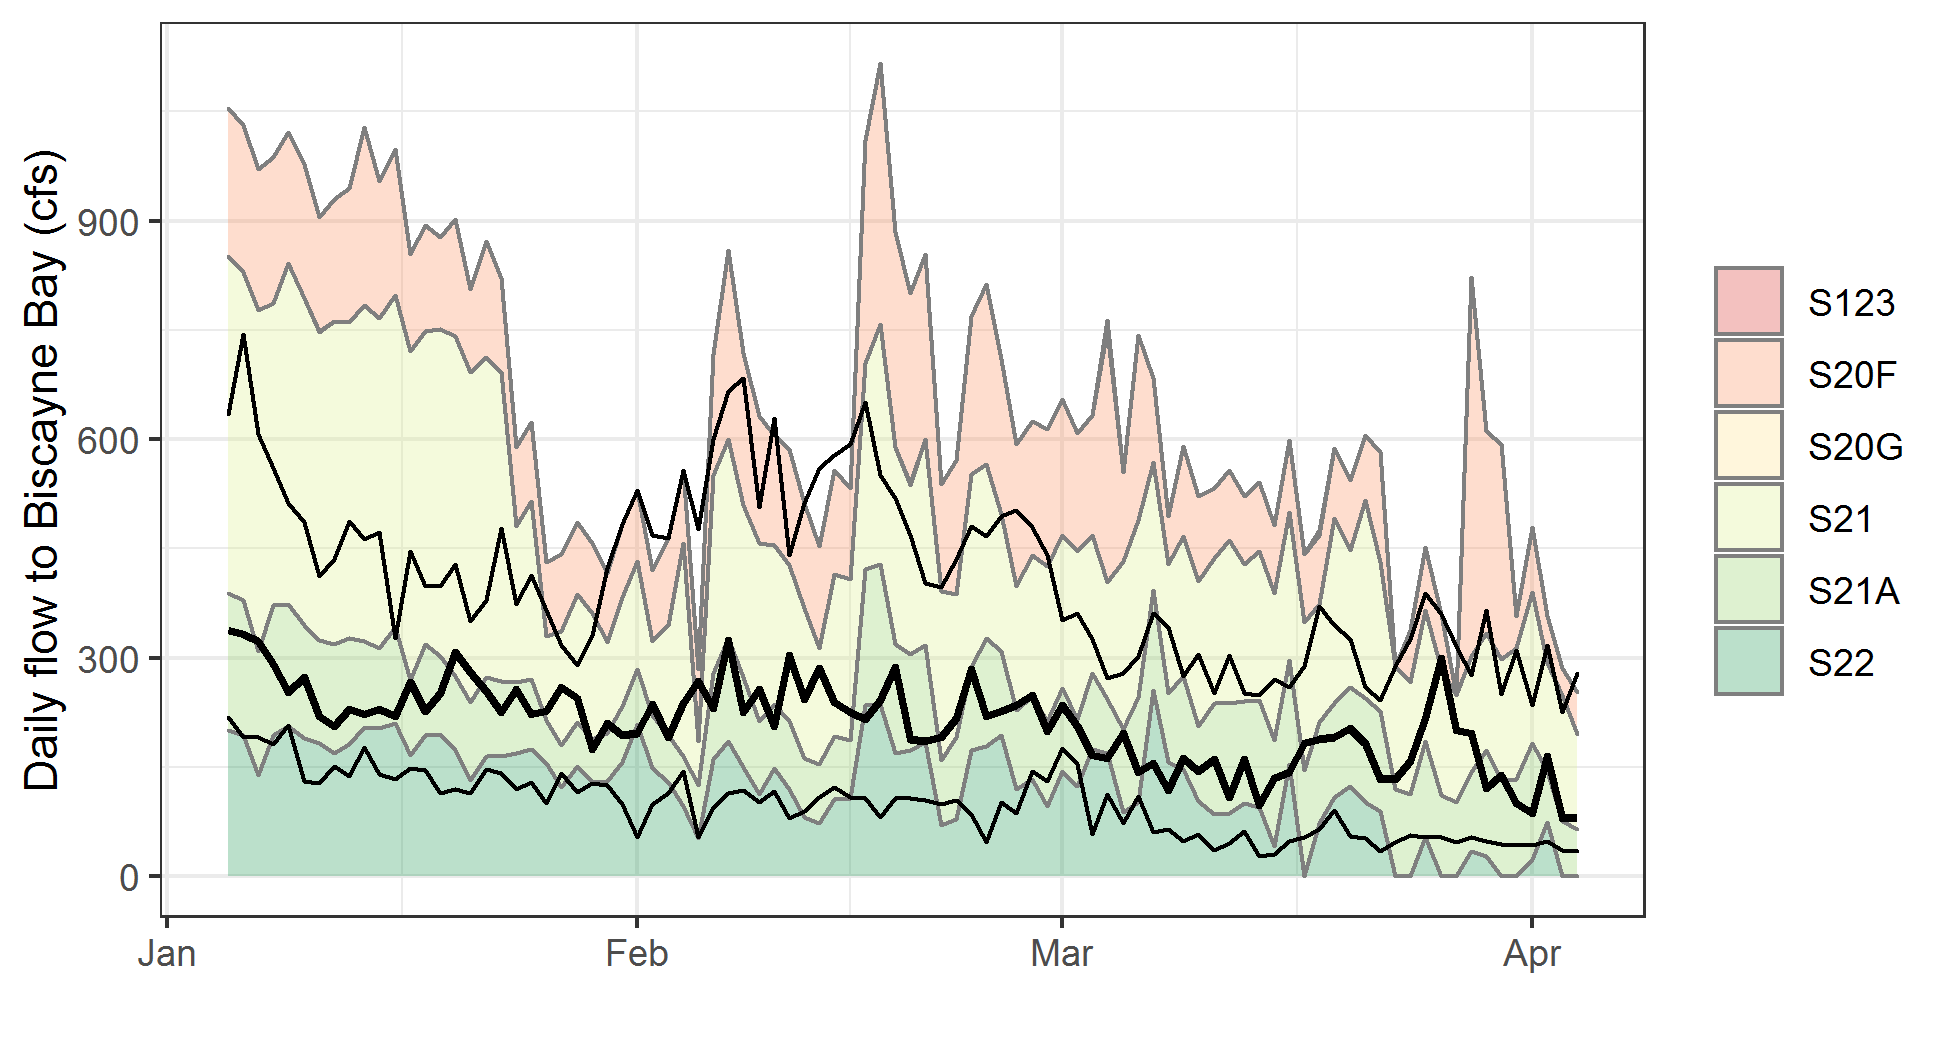 Daily flow to Biscayne Bay (cfs)
900
600
300
0
Jan
Feb
Mar
Apr
S123
S20F
S20G
S21
S21A
S22